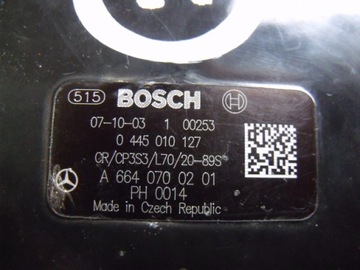 515 BOSCH
07-10-03 1 00253
0 445 010 127
CR/CP3S3/L70/20-89S
A 664 070 02 01
PH 0014
Made in Czech Republic